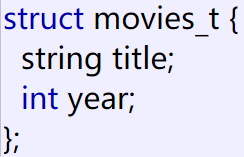 struct movies_t {
  string title;
  int year;
};